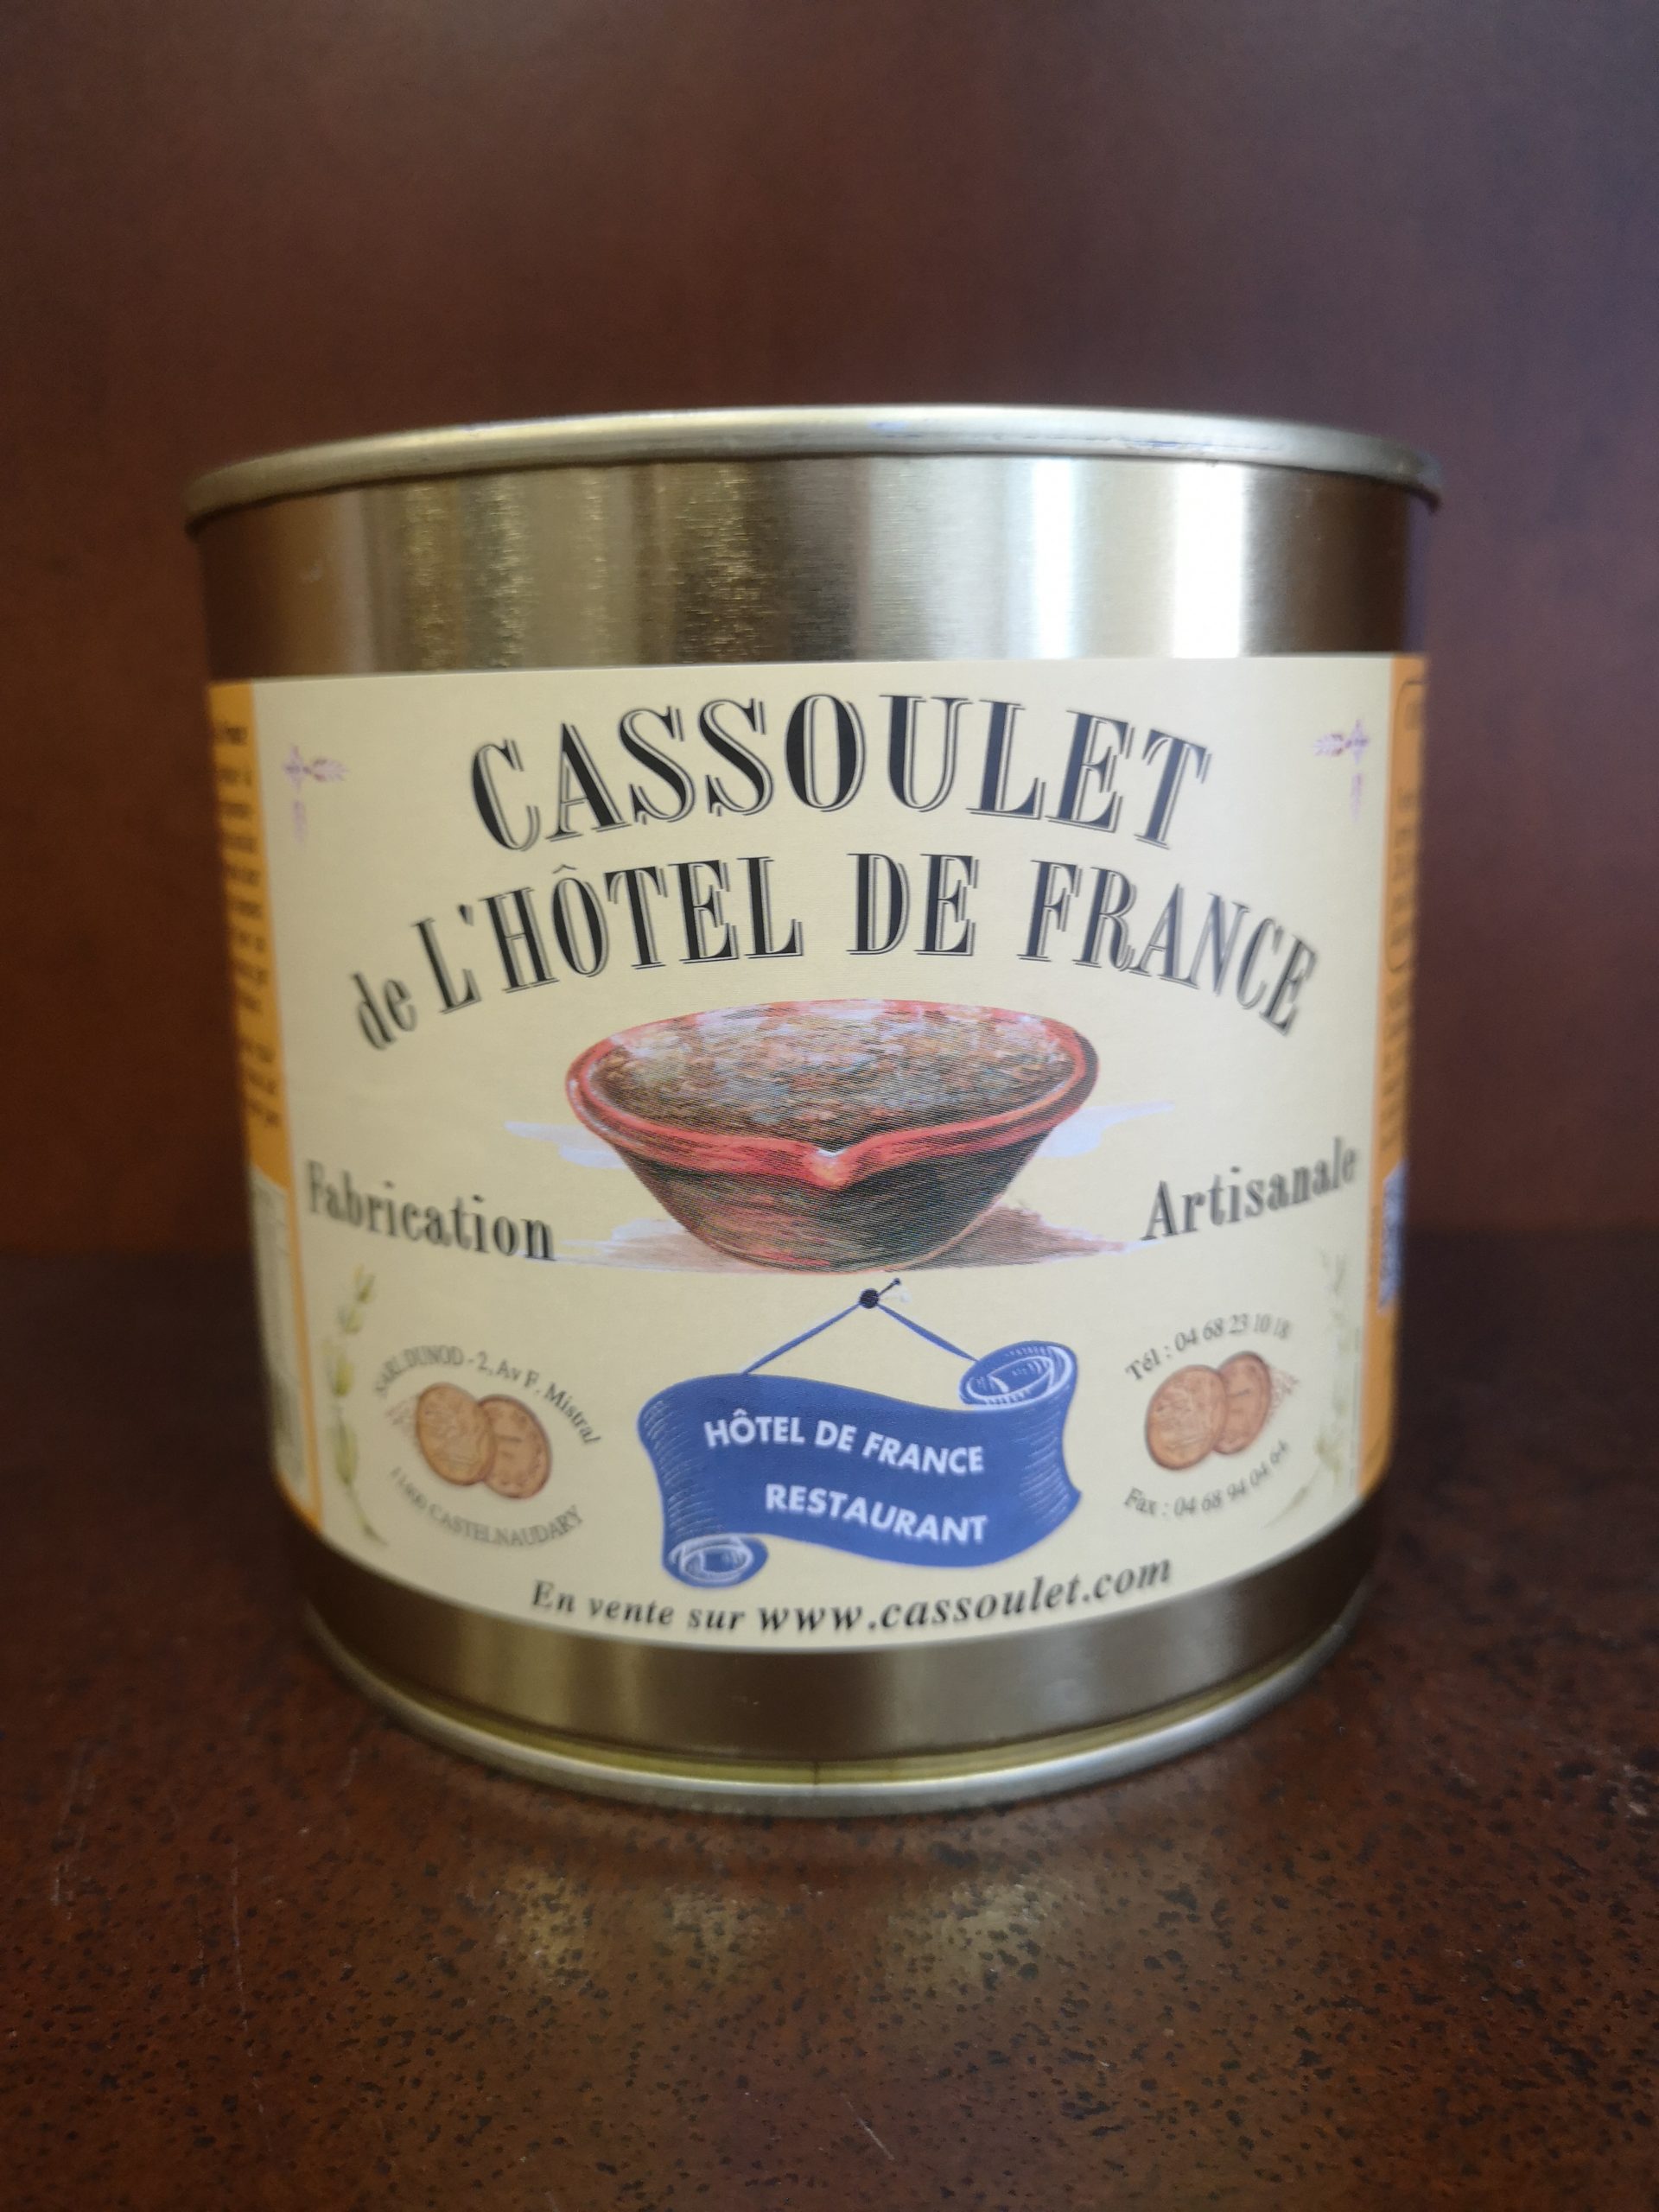 CASSOULET
de L'HÔTEL DE FRANCE
Fabrication
Artisanale
SARL DUNOD - 2, Av F. Mistral
11400 CASTELNAUDARY
HÔTEL DE FRANCE
RESTAURANT
Tél : 04 68 23 10 18
Fax : 04 68 94 04 04
En vente sur www.cassoulet.com